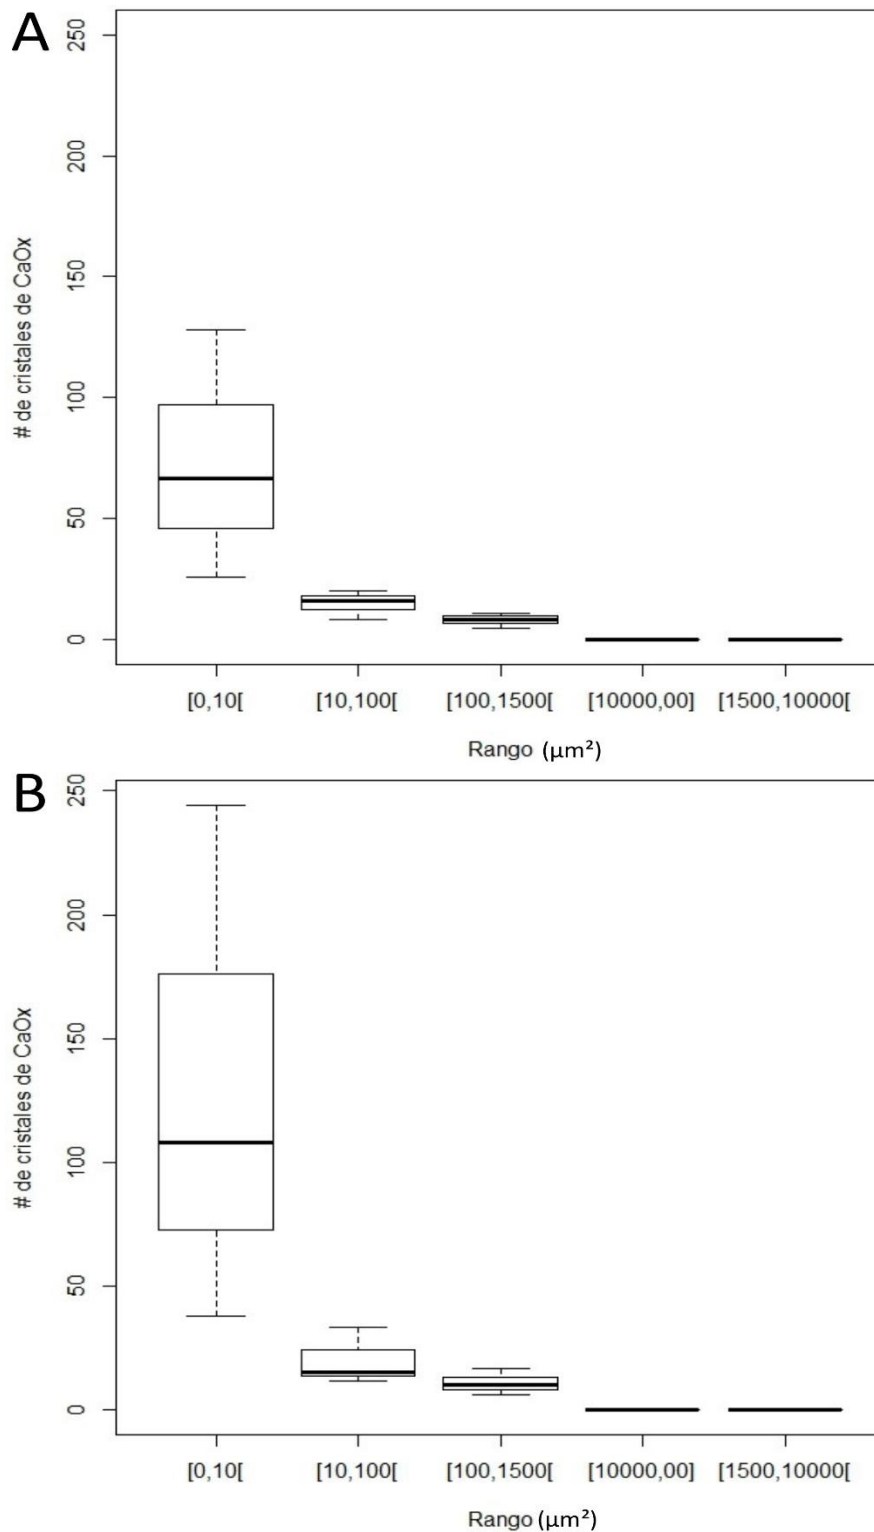 A
# de cristales de CaOx
250
200
150
100
50
0
[0,10[ [10,100[ [100,1500[ [10000,00] [1500,10000[
Rango (µm²)
B
# de cristales de CaOx
250
200
150
100
50
0
[0,10[ [10,100[ [100,1500[ [10000,00] [1500,10000[
Rango (µm²)